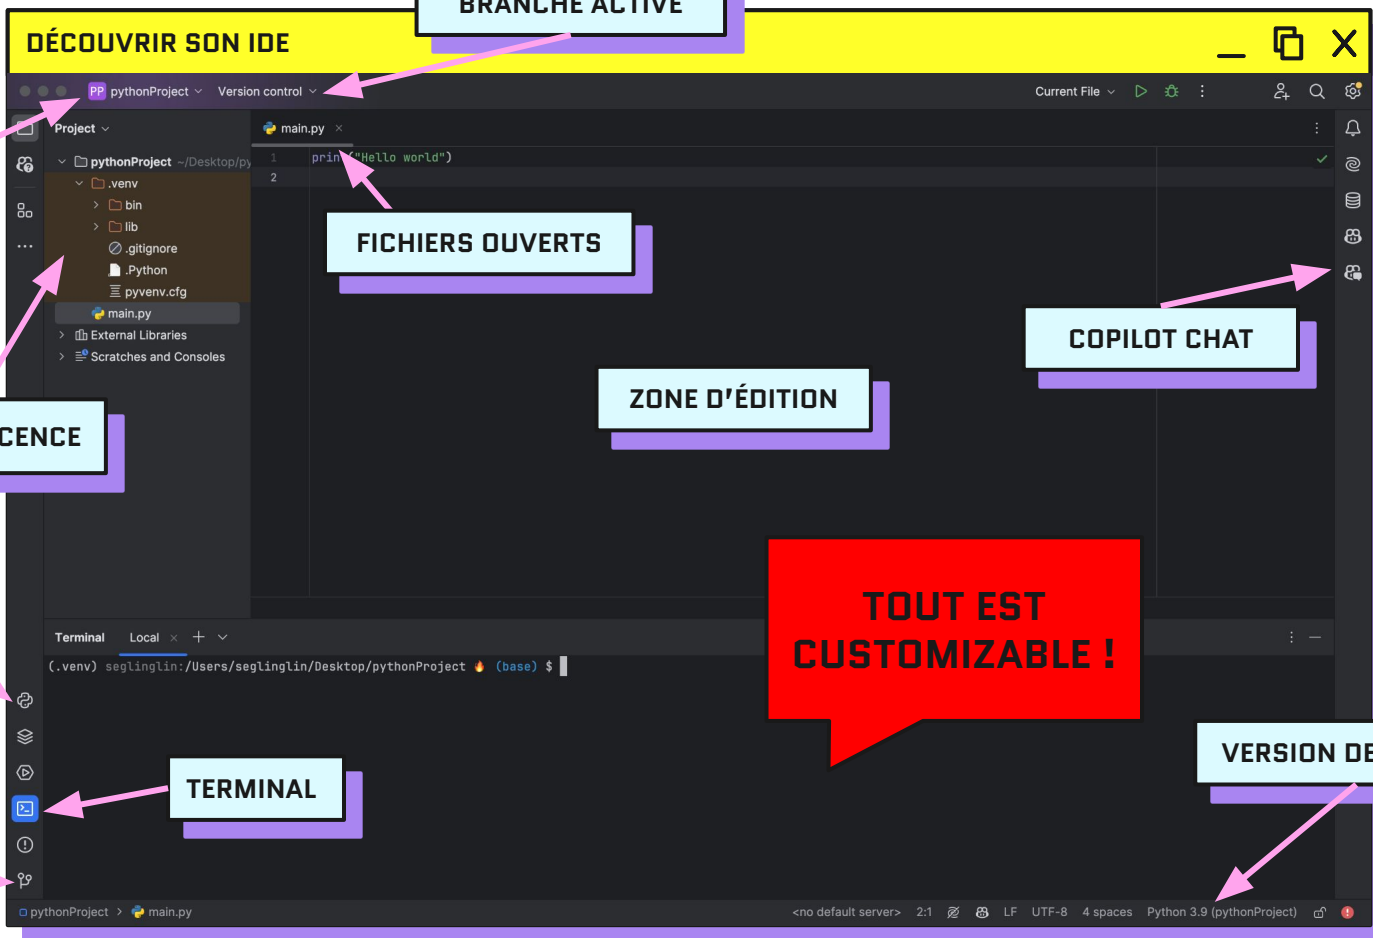 BRANCHE ACTIVE
DÉCOUVRIR SON IDE
PP pythonProject Version control
Current File
Project
main.py
pythonProject ~/Desktop/py
1 print("Hello world")
.venv
2
bin
lib
.gitignore
.Python
pyvenv.cfg
main.py
External Libraries
Scratches and Consoles
FICHIERS OUVERTS
COPILOT CHAT
ZONE D'ÉDITION
CENCE
TOUT EST
CUSTOMIZABLE !
Terminal Local
(.venv) seglinglin:/Users/seglinglin/Desktop/pythonProject 🔥 (base) $
VERSION DE
TERMINAL
pythonProject > main.py
<no default server> 2:1 LF UTF-8 4 spaces Python 3.9 (pythonProject)